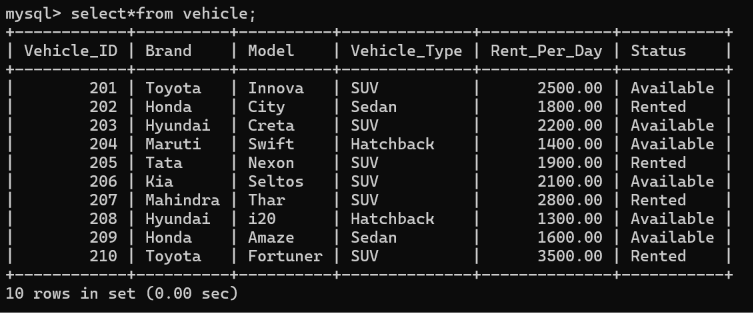 mysql> select*from vehicle;
+------------+----------+----------+--------------+--------------+-----------+
| Vehicle_ID | Brand    | Model    | Vehicle_Type | Rent_Per_Day | Status    |
+------------+----------+----------+--------------+--------------+-----------+
|        201 | Toyota   | Innova   | SUV          |      2500.00 | Available |
|        202 | Honda    | City     | Sedan        |      1800.00 | Rented    |
|        203 | Hyundai  | Creta    | SUV          |      2200.00 | Available |
|        204 | Maruti   | Swift    | Hatchback    |      1400.00 | Available |
|        205 | Tata     | Nexon    | SUV          |      1900.00 | Rented    |
|        206 | Kia      | Seltos   | SUV          |      2100.00 | Available |
|        207 | Mahindra | Thar     | SUV          |      2800.00 | Rented    |
|        208 | Hyundai  | i20      | Hatchback    |      1300.00 | Available |
|        209 | Honda    | Amaze    | Sedan        |      1600.00 | Available |
|        210 | Toyota   | Fortuner | SUV          |      3500.00 | Rented    |
+------------+----------+----------+--------------+--------------+-----------+
10 rows in set (0.00 sec)